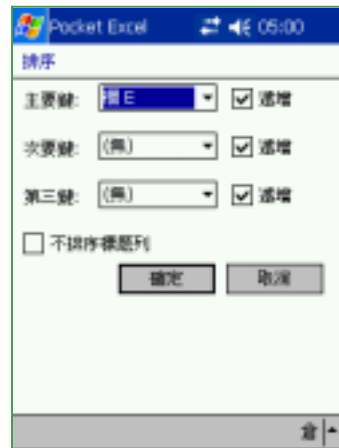 Pocket Excel 05:00
排序
主要鍵: 欄 E 遞增
次要鍵: (無) 遞增
第三鍵: (無) 遞增
不排序標題列
確定 取消
倉